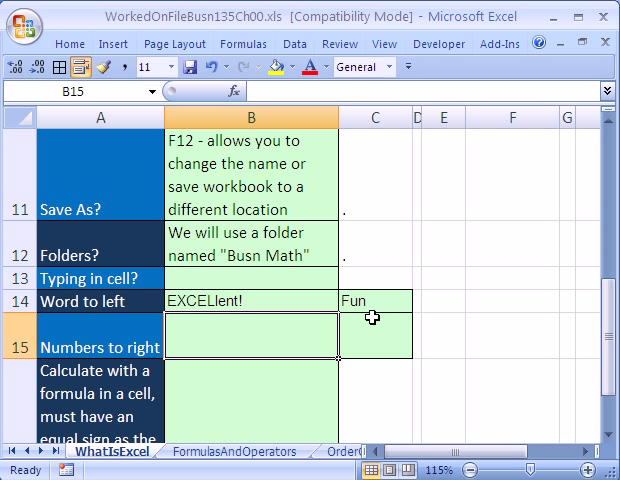 WorkedOnFileBusn135Ch00.xls [Compatibility Mode] - Microsoft Excel
Home Insert Page Layout Formulas Data Review View Developer Add-Ins
11 General
B15 fx
A B C D E F G
F12 - allows you to
change the name or
save workbook to a
11 Save As? different location .
We will use a folder
12 Folders? named "Busn Math" .
13 Typing in cell?
14 Word to left EXCELlent! Fun
15 Numbers to right
Calculate with a
formula in a cell,
must have an
equal sign as the
WhatIsExcel FormulasAndOperators Order
Ready 115%